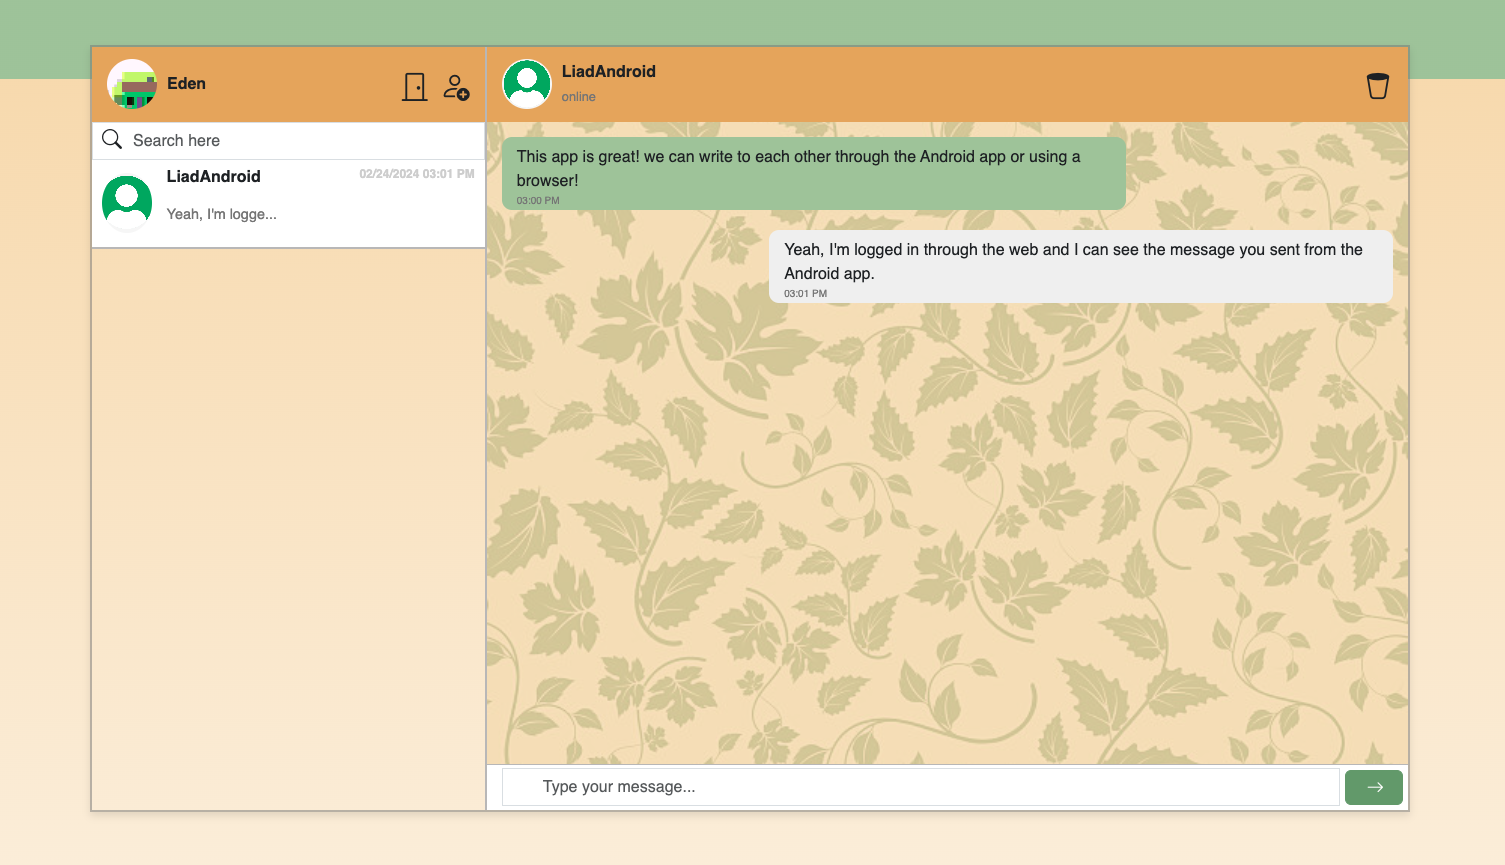 Eden
Search here
LiadAndroid
02/24/2024 03:01 PM
Yeah, I'm logge...
LiadAndroid
online
This app is great! we can write to each other through the Android app or using a
browser!
03:00 PM
Yeah, I'm logged in through the web and I can see the message you sent from the
Android app.
03:01 PM
Type your message...